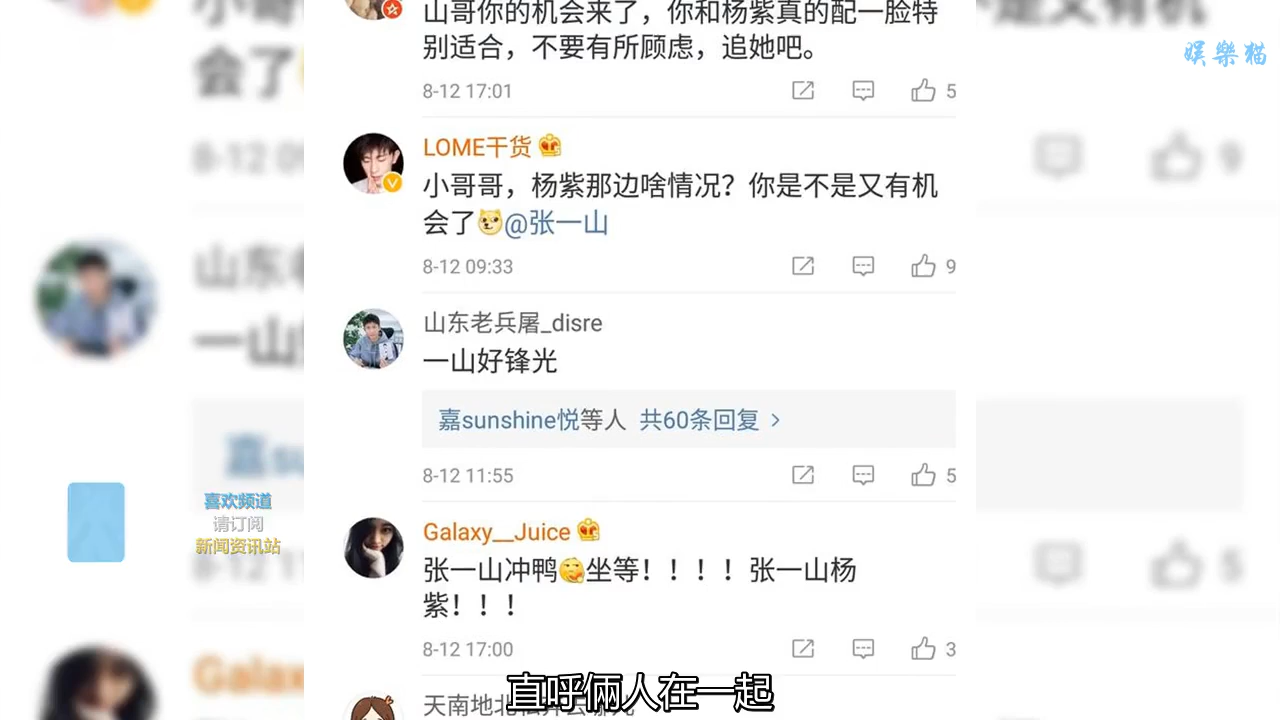 山哥你的机会来了，你和杨紫真的配一脸特
别适合，不要有所顾虑，追她吧。
8-12 17:01
5
娱樂猫
LOME干货
小哥哥，杨紫那边啥情况？你是不是又有机
会了@张一山
8-12 09:33
9
山东老兵屠_disre
一山好锋光
嘉sunshine悦等人 共60条回复
8-12 11:55
5
喜欢频道
请订阅
新闻资讯站
Galaxy__Juice
张一山冲鸭坐等！！！！张一山杨
紫！！！
8-12 17:00
3
天南地北
直呼俩人在一起